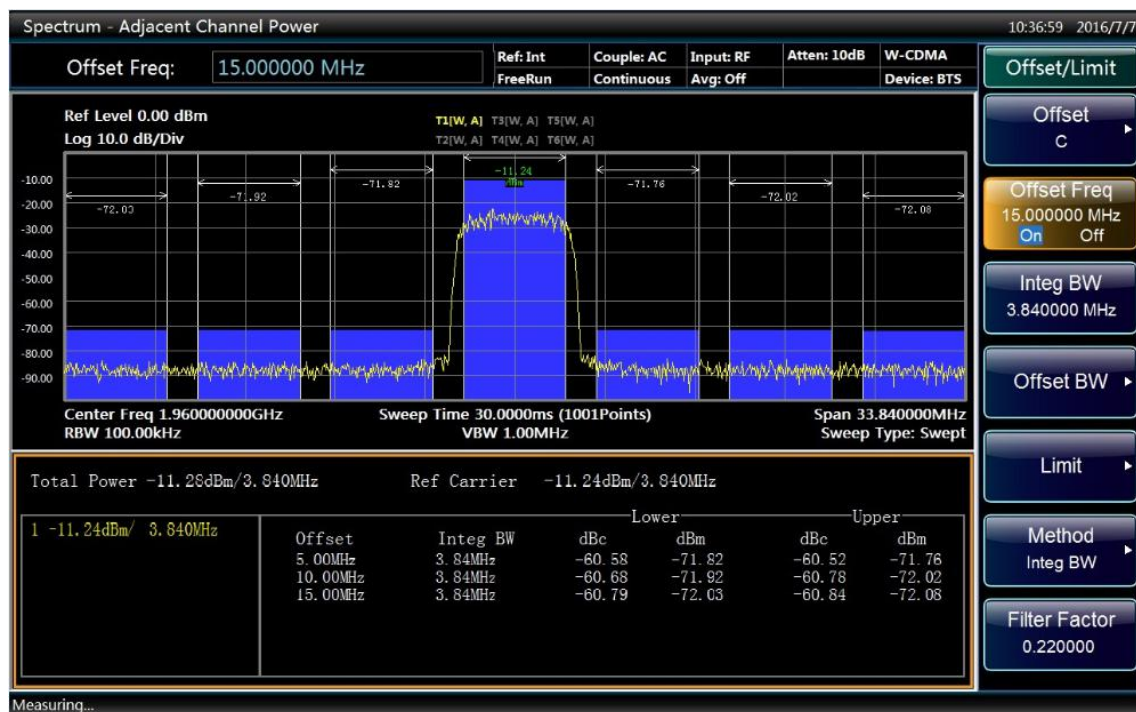 Spectrum - Adjacent Channel Power
10:36:59 2016/7/7
Offset Freq: 15.000000 MHz
Ref: Int Couple: AC Input: RF Atten: 10dB W-CDMA
FreeRun Continuous Avg: Off Device: BTS
Ref Level 0.00 dBm
Log 10.0 dB/Div
T1[W, A] T3[W, A] T5[W, A]
T2[W, A] T4[W, A] T6[W, A]
-11.24
dBm
-71.92 -71.82 -71.76
-72.03 -72.02 -72.08
-10.00
-20.00
-30.00
-40.00
-50.00
-60.00
-70.00
-80.00
-90.00
Center Freq 1.960000000GHz Sweep Time 30.0000ms (1001Points) Span 33.840000MHz
RBW 100.00kHz VBW 1.00MHz Sweep Type: Swept
Total Power -11.28dBm/3.840MHz Ref Carrier -11.24dBm/3.840MHz
1 -11.24dBm/ 3.840MHz
Lower Upper
Offset Integ BW dBc dBm dBc dBm
5.00MHz 3.84MHz -60.58 -71.82 -60.52 -71.76
10.00MHz 3.84MHz -60.68 -71.92 -60.78 -72.02
15.00MHz 3.84MHz -60.79 -72.03 -60.84 -72.08
Measuring...
Offset/Limit
Offset
C
Offset Freq
15.000000 MHz
On Off
Integ BW
3.840000 MHz
Offset BW
Limit
Method
Integ BW
Filter Factor
0.220000